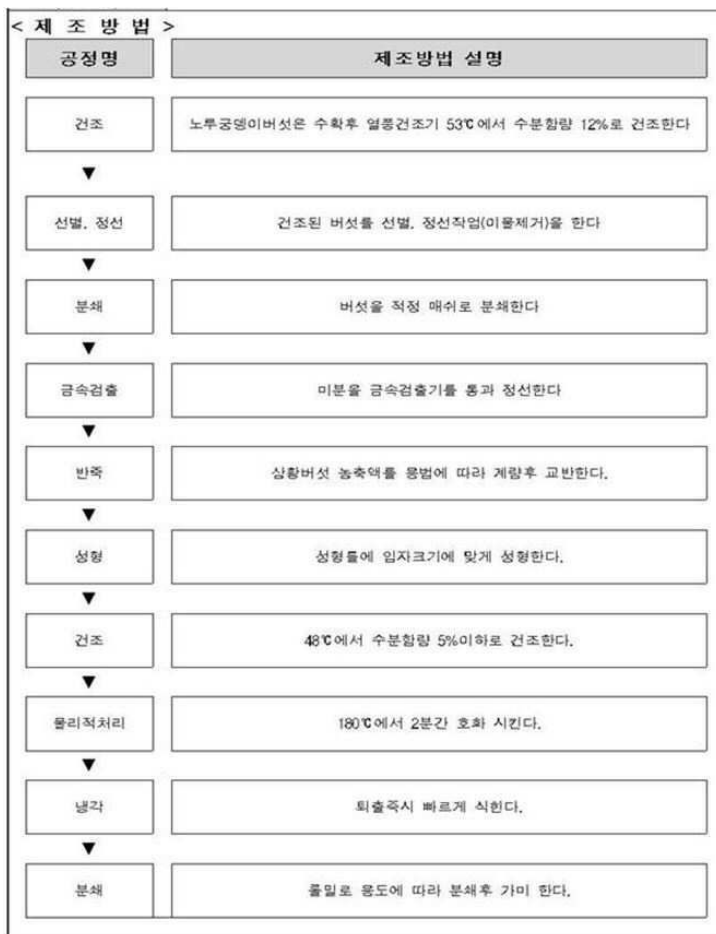 < 제 조 방 법 >
공정명
제조방법 설명
건조
노루궁뎅이버섯은 수확후 열풍건조기 53℃에서 수분함량 12%로 건조한다
▼
선별, 정선
건조된 버섯를 선별, 정선작업(이물제거)을 한다
▼
분쇄
버섯을 적정 매쉬로 분쇄한다
▼
금속검출
미분을 금속검출기를 통과 정선한다
▼
반죽
상황버섯 농축액를 용법에 따라 계량후 교반한다.
▼
성형
성형틀에 입자크기에 맞게 성형한다.
▼
건조
48℃에서 수분함량 5%이하로 건조한다.
▼
물리적처리
180℃에서 2분간 호화 시킨다.
▼
냉각
퇴출즉시 빠르게 식힌다.
▼
분쇄
롤밀로 용도에 따라 분쇄후 가미 한다.